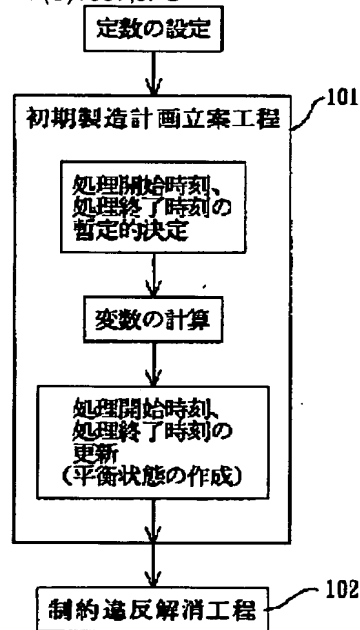 定数の設定
101
初期製造計画立案工程
処理開始時刻、
処理終了時刻の
暫定的決定
変数の計算
処理開始時刻、
処理終了時刻の
更新
(平衡状態の作成)
102
制約違反解消工程